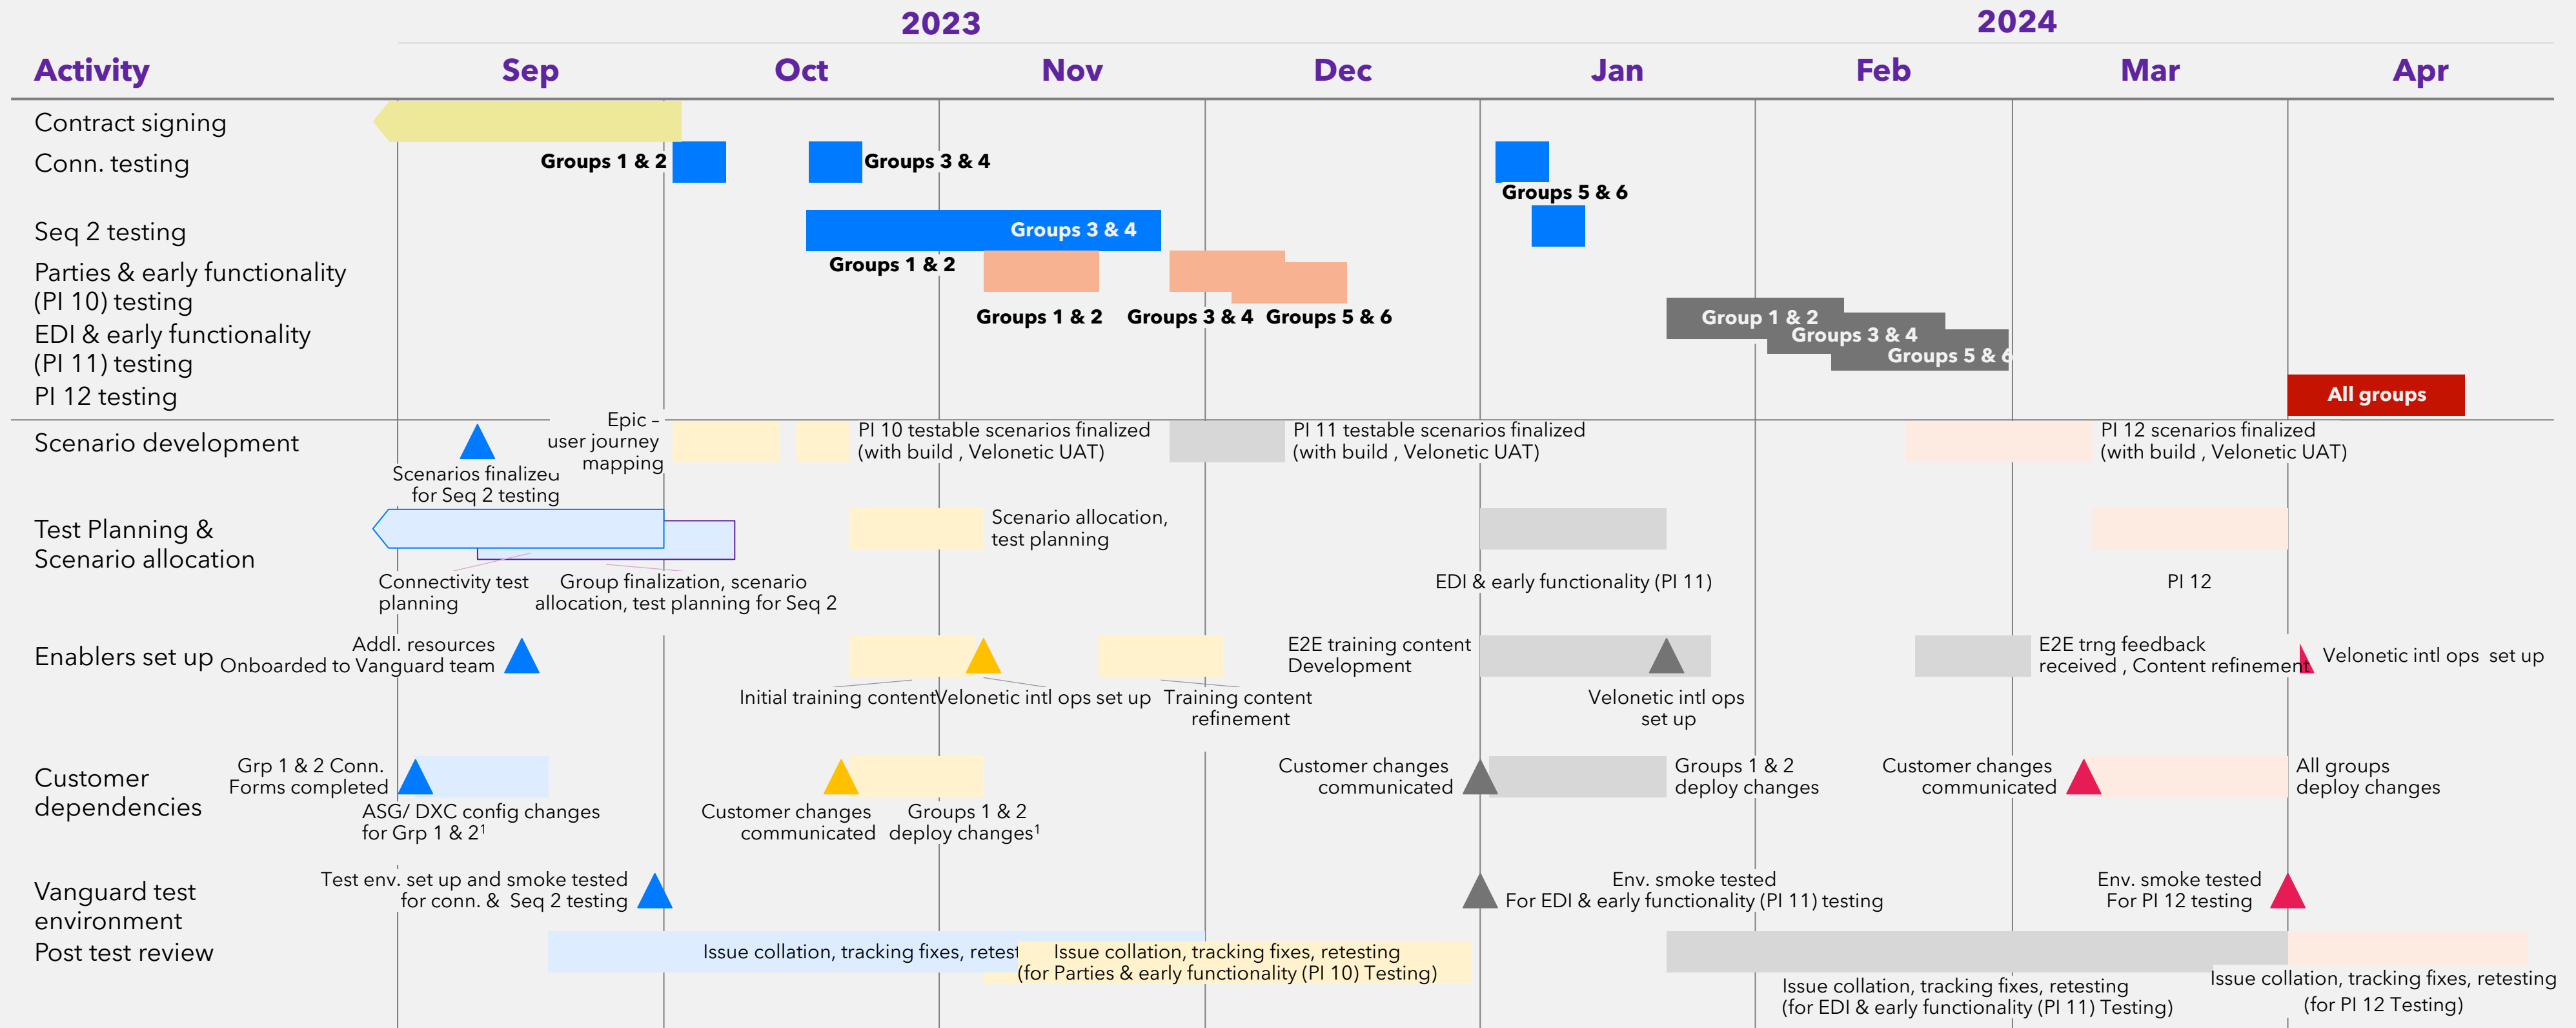 2023
2024
Activity
Sep
Oct
Nov
Dec
Jan
Feb
Mar
Apr
Contract signing
Conn. testing
Groups 1 & 2
Groups 3 & 4
Groups 5 & 6
Seq 2 testing
Groups 3 & 4
Groups 1 & 2
Parties & early functionality
(PI 10) testing
Groups 1 & 2
Groups 3 & 4
Groups 5 & 6
EDI & early functionality
(PI 11) testing
Group 1 & 2
Groups 3 & 4
Groups 5 & 6
PI 12 testing
All groups
Scenario development
Scenarios finalized
for Seq 2 testing
Epic –
user journey
mapping
PI 10 testable scenarios finalized
(with build , Velonetic UAT)
PI 11 testable scenarios finalized
(with build , Velonetic UAT)
PI 12 scenarios finalized
(with build , Velonetic UAT)
Test Planning &
Scenario allocation
Connectivity test
planning
Group finalization, scenario
allocation, test planning for Seq 2
Scenario allocation,
test planning
EDI & early functionality (PI 11)
PI 12
Enablers set up
Addl. resources
Onboarded to Vanguard team
Initial training content
Velonetic intl ops set up
Training content
refinement
E2E training content
Development
Velonetic intl ops
set up
E2E trng feedback
received , Content refinement
Velonetic intl ops  set up
Customer
dependencies
Grp 1 & 2 Conn.
Forms completed
ASG/ DXC config changes
for Grp 1 & 2¹
Customer changes
communicated
Groups 1 & 2
deploy changes¹
Customer changes
communicated
Groups 1 & 2
deploy changes
Customer changes
communicated
All groups
deploy changes
Vanguard test
environment
Test env. set up and smoke tested
for conn. &  Seq 2 testing
Env. smoke tested
For EDI & early functionality (PI 11) testing
Env. smoke tested
For PI 12 testing
Post test review
Issue collation, tracking fixes, retest
Issue collation, tracking fixes, retesting
(for Parties & early functionality (PI 10) Testing)
Issue collation, tracking fixes, retesting
(for EDI & early functionality (PI 11) Testing)
Issue collation, tracking fixes, retesting
(for PI 12 Testing)